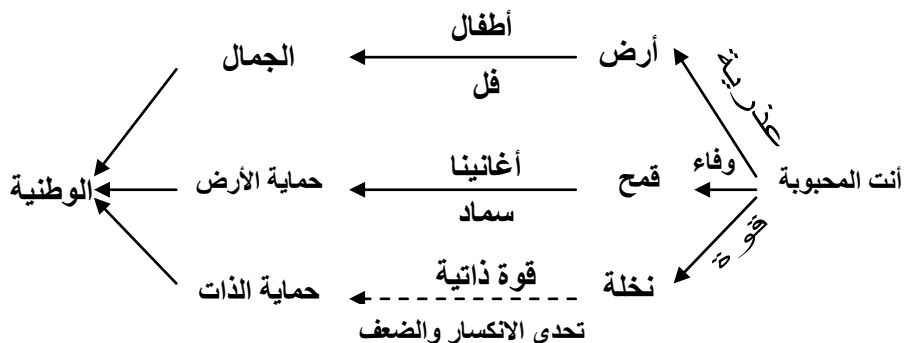 أنت المحبوبة
عذرية
أرض
أطفال
فل
الجمال
وفاء
قمح
أغانينا
سماد
حماية الأرض
الوطنية
قوة
نخلة
قوة ذاتية
تحدي الانكسار والضعف
حماية الذات